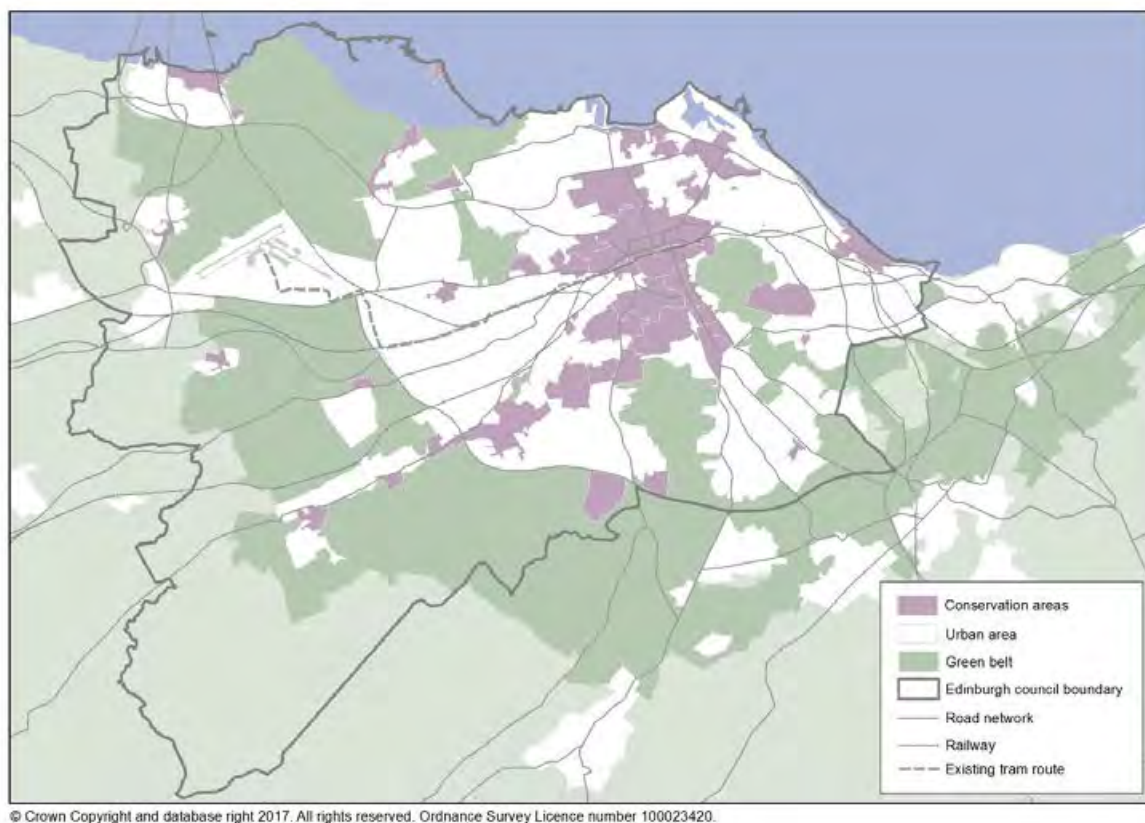 Conservation areas
Urban area
Green belt
Edinburgh council boundary
Road network
Railway
Existing tram route
© Crown Copyright and database right 2017. All rights reserved. Ordnance Survey Licence number 100023420.